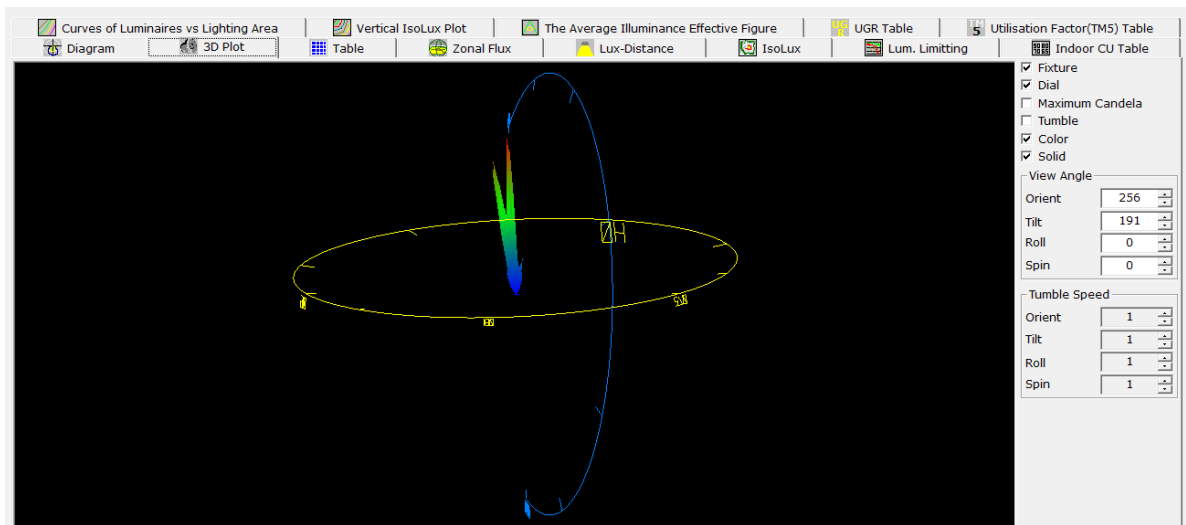 Curves of Luminaires vs Lighting Area
Vertical IsoLux Plot
The Average Illuminance Effective Figure
UGR Table
Utilisation Factor(TM5) Table
Diagram
3D Plot
Table
Zonal Flux
Lux-Distance
IsoLux
Lum. Limitting
Indoor CU Table
Fixture
Dial
Maximum Candela
Tumble
Color
Solid
View Angle
Orient 256
Tilt 191
Roll 0
Spin 0
Tumble Speed
Orient 1
Tilt 1
Roll 1
Spin 1